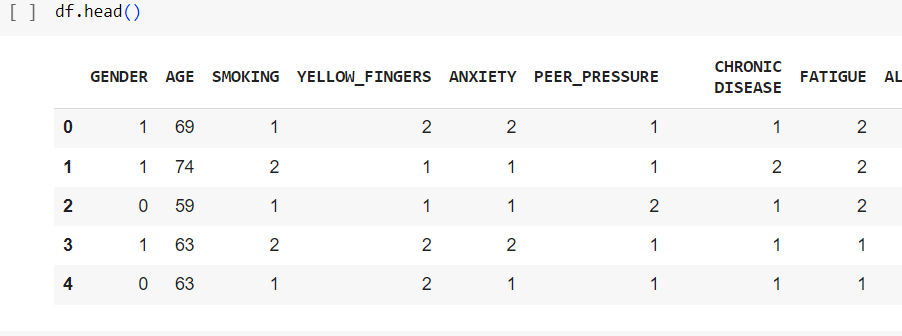 [ ] df.head()
GENDER AGE SMOKING YELLOW_FINGERS ANXIETY PEER_PRESSURE CHRONIC DISEASE FATIGUE AL
0 1 69 1 2 2 1 1 2
1 1 74 2 1 1 1 2 2
2 0 59 1 1 1 2 1 2
3 1 63 2 2 2 1 1 1
4 0 63 1 2 1 1 1 1